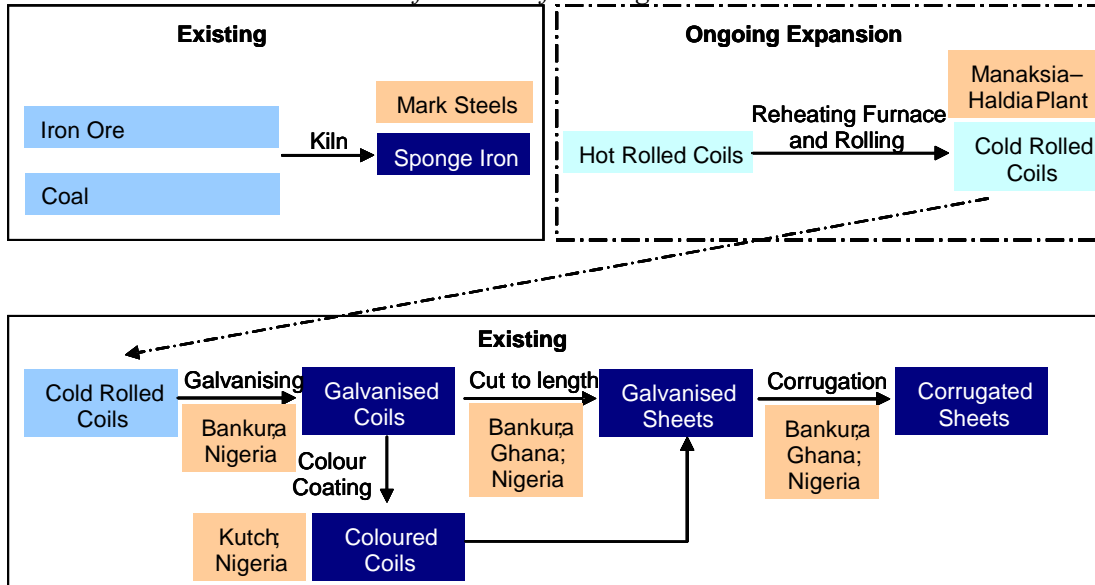 Existing
Iron Ore
Coal
Kiln
Mark Steels
Sponge Iron
Ongoing Expansion
Manaksia–
Haldia Plant
Hot Rolled Coils
Reheating Furnace
and Rolling
Cold Rolled
Coils
Existing
Cold Rolled
Coils
Galvanising
Bankura;
Nigeria
Galvanised
Coils
Cut to length
Bankura;
Ghana;
Nigeria
Galvanised
Sheets
Corrugation
Bankura;
Ghana;
Nigeria
Corrugated
Sheets
Colour
Coating
Kutch;
Nigeria
Coloured
Coils